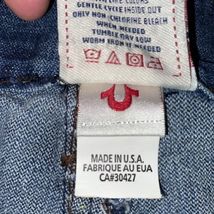 GENTLE CYCLE INSIDE OUT
ONLY NON-CHLORINE BLEACH
WHEN NEEDED
TUMBLE DRY LOW
WARM IRON IF NEEDED
MADE IN U.S.A.
FABRIQUE AU EUA
CA#30427